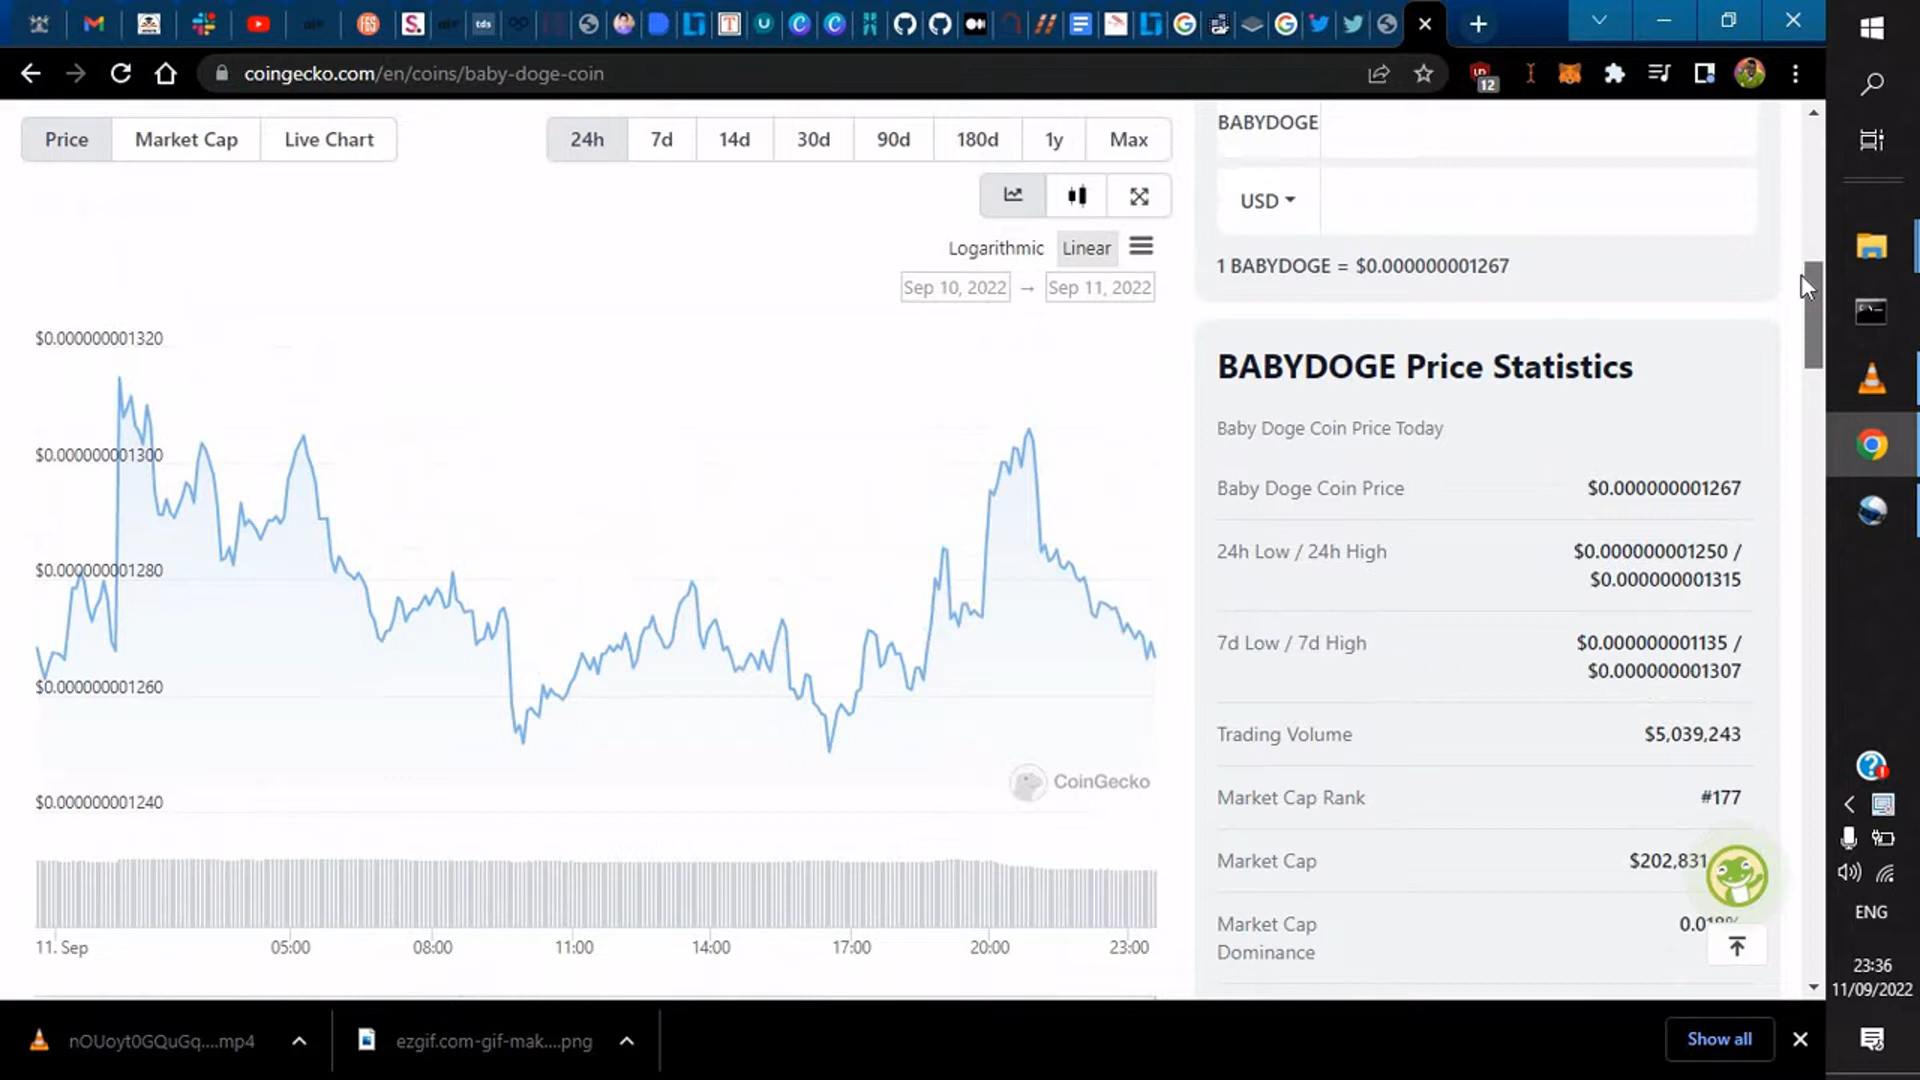 coingecko.com/en/coins/baby-doge-coin
12
Price Market Cap Live Chart
24h 7d 14d 30d 90d 180d 1y Max
Logarithmic Linear
Sep 10, 2022 → Sep 11, 2022
$0.000000001320
$0.000000001300
$0.000000001280
$0.000000001260
$0.000000001240
CoinGecko
11. Sep 05:00 08:00 11:00 14:00 17:00 20:00 23:00
BABYDOGE
USD
1 BABYDOGE = $0.000000001267
BABYDOGE Price Statistics
Baby Doge Coin Price Today
Baby Doge Coin Price $0.000000001267
24h Low / 24h High $0.000000001250 /
$0.000000001315
7d Low / 7d High $0.000000001135 /
$0.000000001307
Trading Volume $5,039,243
Market Cap Rank #177
Market Cap $202,831
Market Cap
Dominance
nOUoyt0GQuGq....mp4 ezgif.com-gif-mak....png Show all
ENG
23:36
11/09/2022